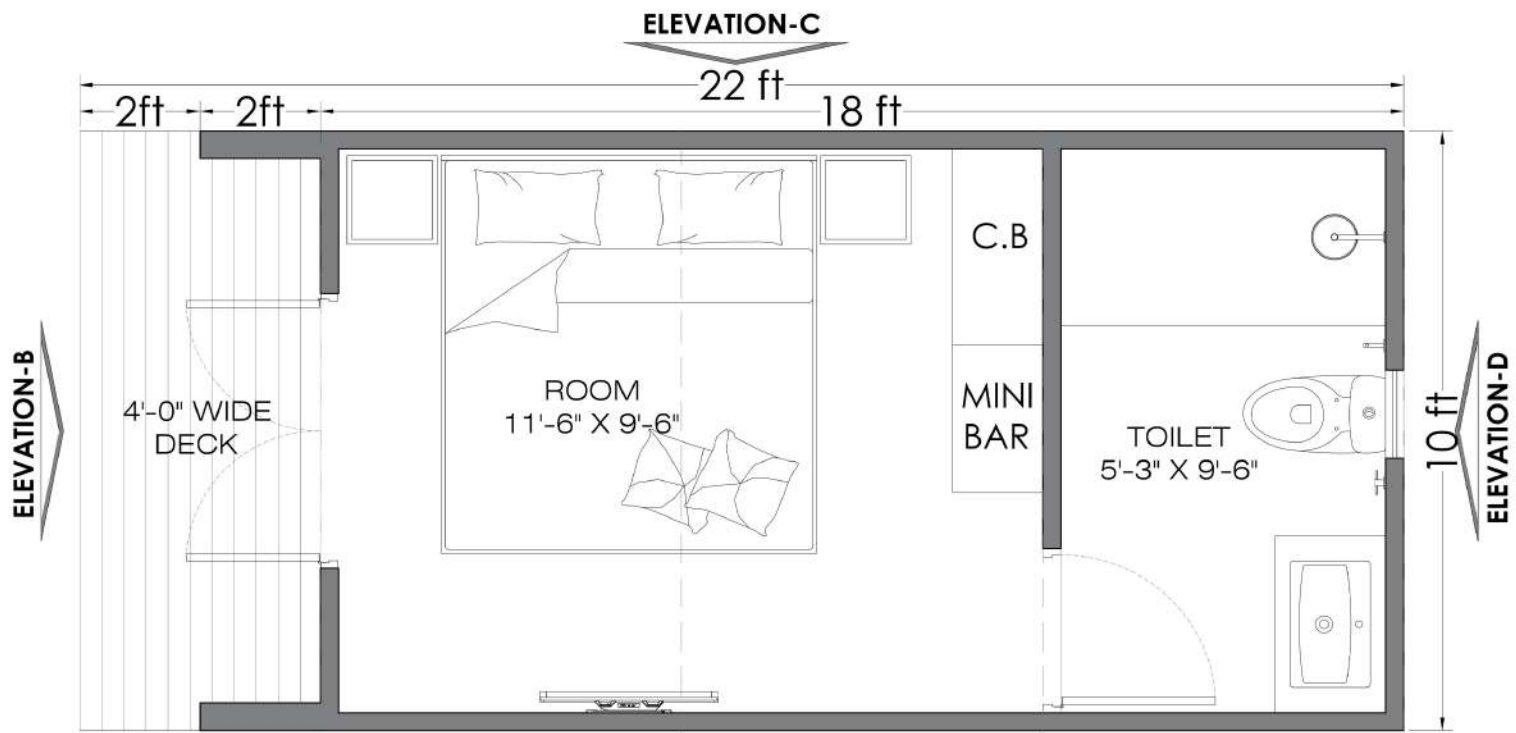 ELEVATION-C
22 ft
2ft
2ft
18 ft
C.B
ELEVATION-B
4'-0" WIDE
DECK
ROOM
11'-6" X 9'-6"
MINI
BAR
TOILET
5'-3" X 9'-6"
10 ft
ELEVATION-D